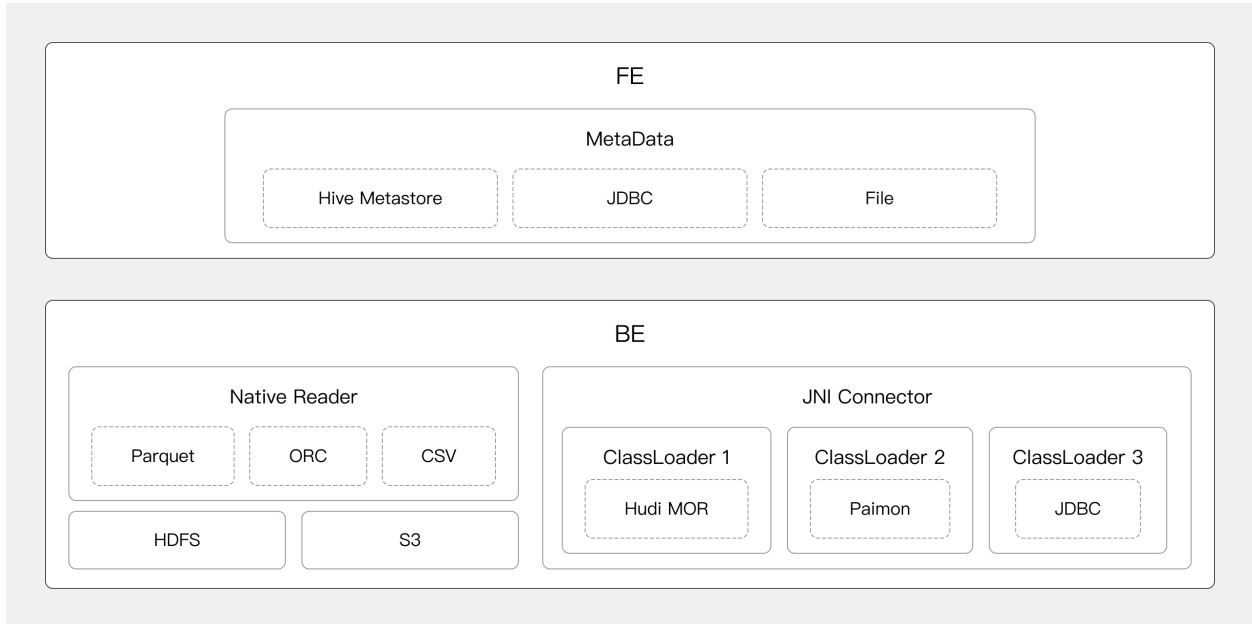 FE
MetaData
Hive Metastore
JDBC
File
BE
Native Reader
Parquet
ORC
CSV
HDFS
S3
JNI Connector
ClassLoader 1
Hudi MOR
ClassLoader 2
Paimon
ClassLoader 3
JDBC